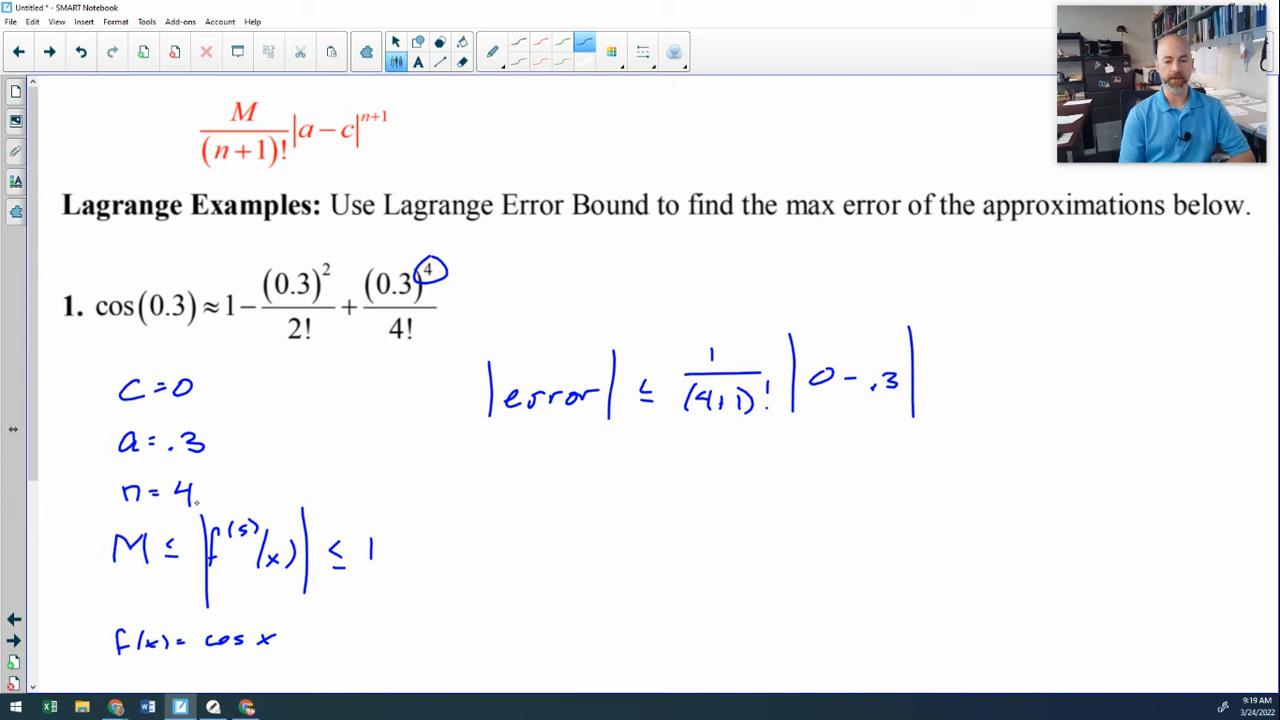 Untitled * - SMART Notebook
File Edit View Insert Format Tools Add-ons Account Help
M/(n+1)! |a−c|^(n+1)
Lagrange Examples: Use Lagrange Error Bound to find the max error of the approximations below.
1. cos(0.3)≈1−(0.3)^2/2!+(0.3)^4/4!
c = 0
|error| ≤ 1/(4+1)! |0 − .3|
a = .3
n = 4
M ≤ |f^(5)(x)| ≤ 1
f(x) = cos x
9:19 AM
3/24/2022